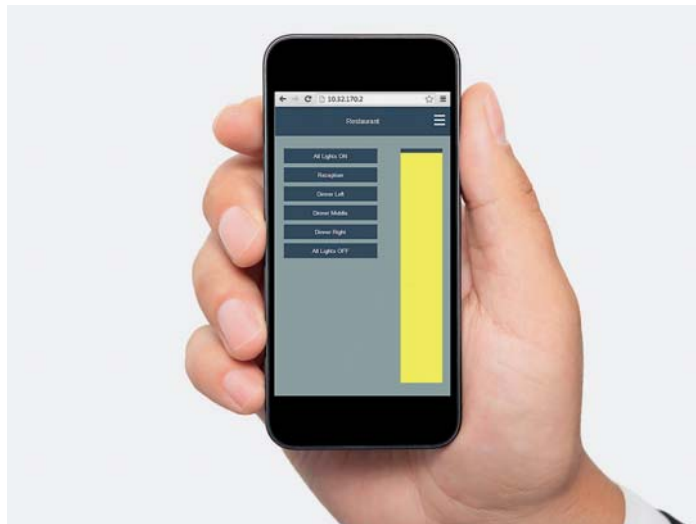 10.32.170.2
Restaurant
All Lights ON
Reception
Dinner Left
Dinner Middle
Dinner Right
All Lights OFF